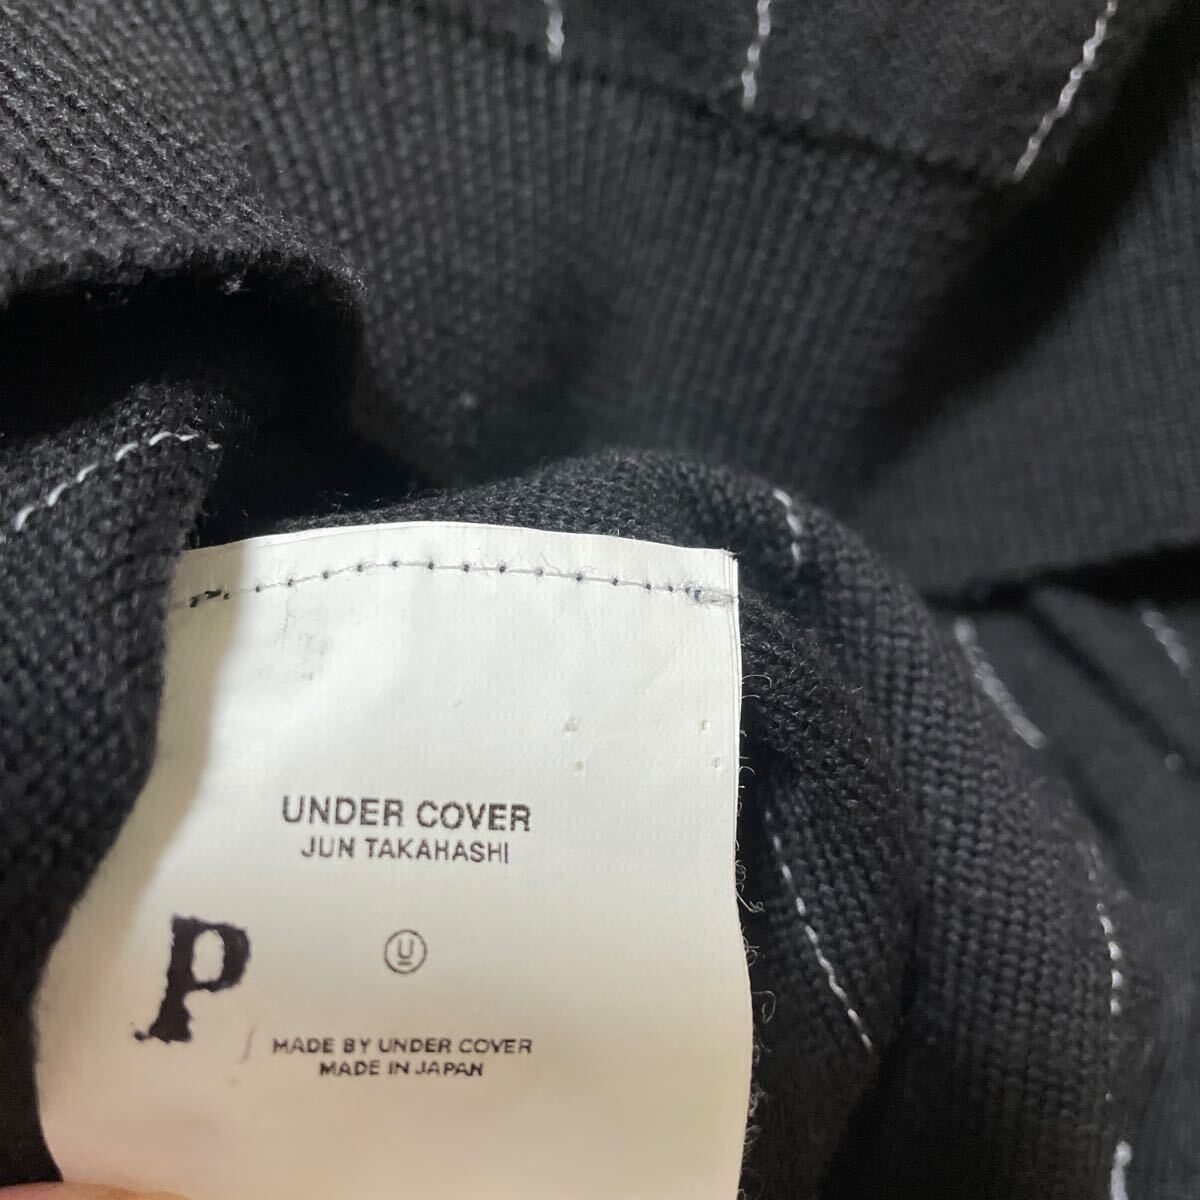 UNDER COVER
JUN TAKAHASHI
P
U
MADE BY UNDER COVER
MADE IN JAPAN